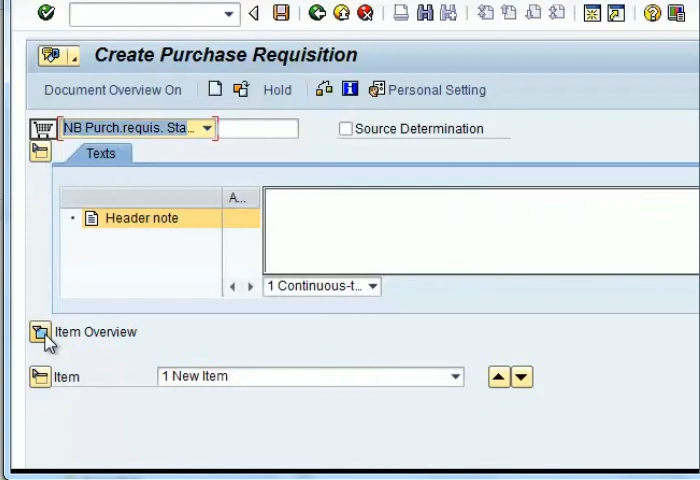 Create Purchase Requisition
Document Overview On Hold Personal Setting
NB Purch.requis. Sta... Source Determination
Texts
A...
Header note
1 Continuous-t...
Item Overview
Item 1 New Item